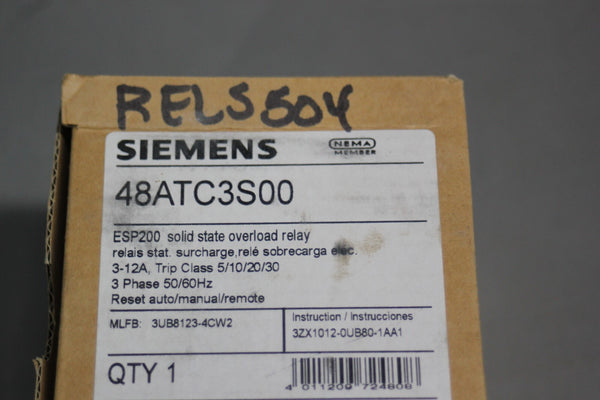 RELS504
SIEMENS
NEMA
MEMBER
48ATC3S00
ESP200 solid state overload relay
relais stat. surcharge,relé sobrecarga elec.
3-12A, Trip Class 5/10/20/30
3 Phase 50/60Hz
Reset auto/manual/remote
MLFB: 3UB8123-4CW2
Instruction / Instrucciones
3ZX1012-0UB80-1AA1
QTY 1
4 011209 724808